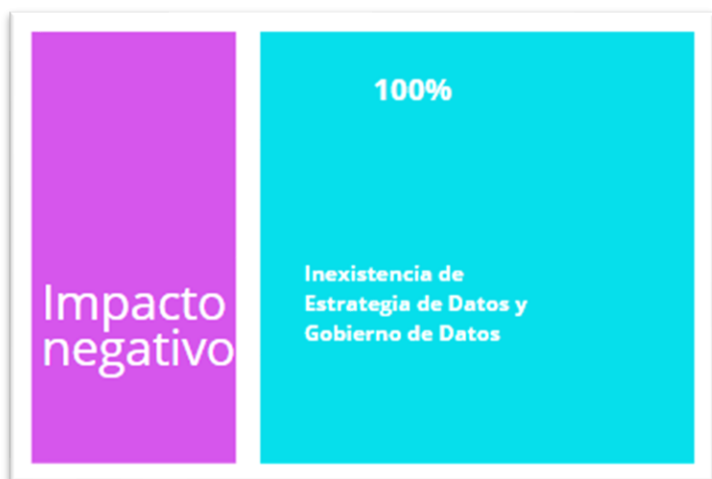 Impacto
negativo
100%
Inexistencia de
Estrategia de Datos y
Gobierno de Datos